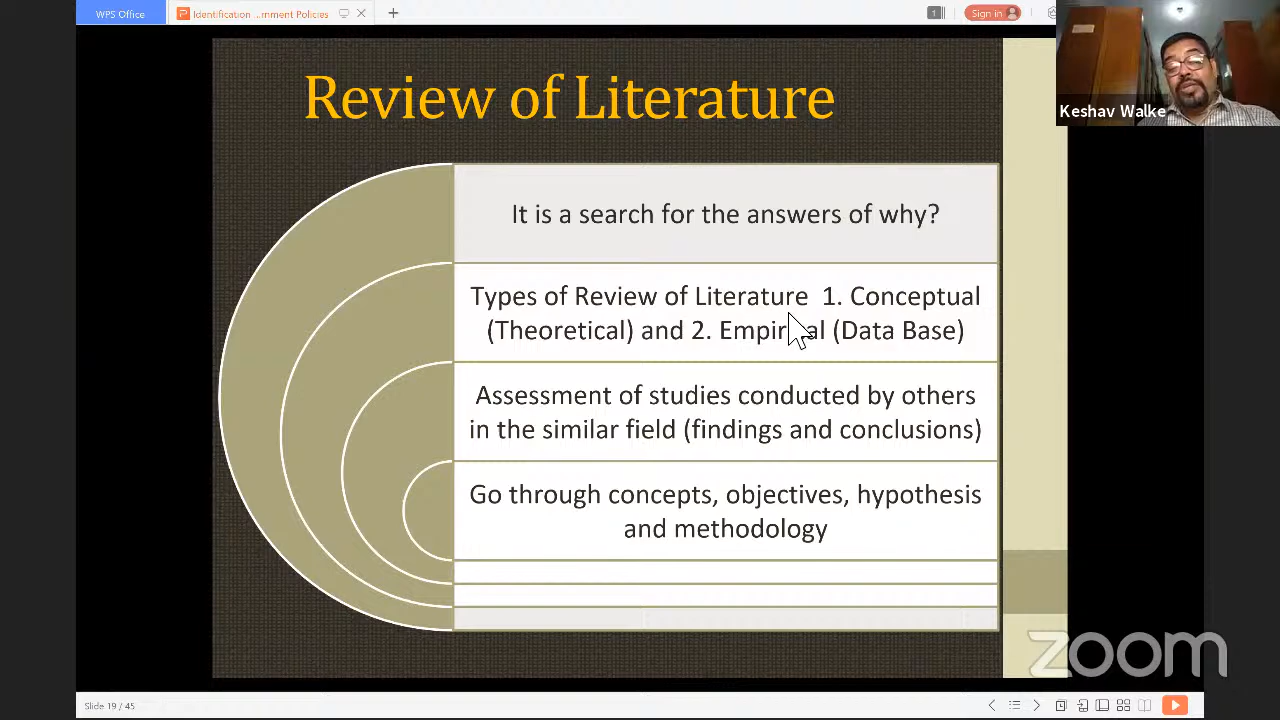 WPS Office
Identification ...rnment Policies
1
Sign in
Keshav Walke
Review of Literature
It is a search for the answers of why?
Types of Review of Literature 1. Conceptual
(Theoretical) and 2. Empirical (Data Base)
Assessment of studies conducted by others
in the similar field (findings and conclusions)
Go through concepts, objectives, hypothesis
and methodology
zoom
Slide 19 / 45